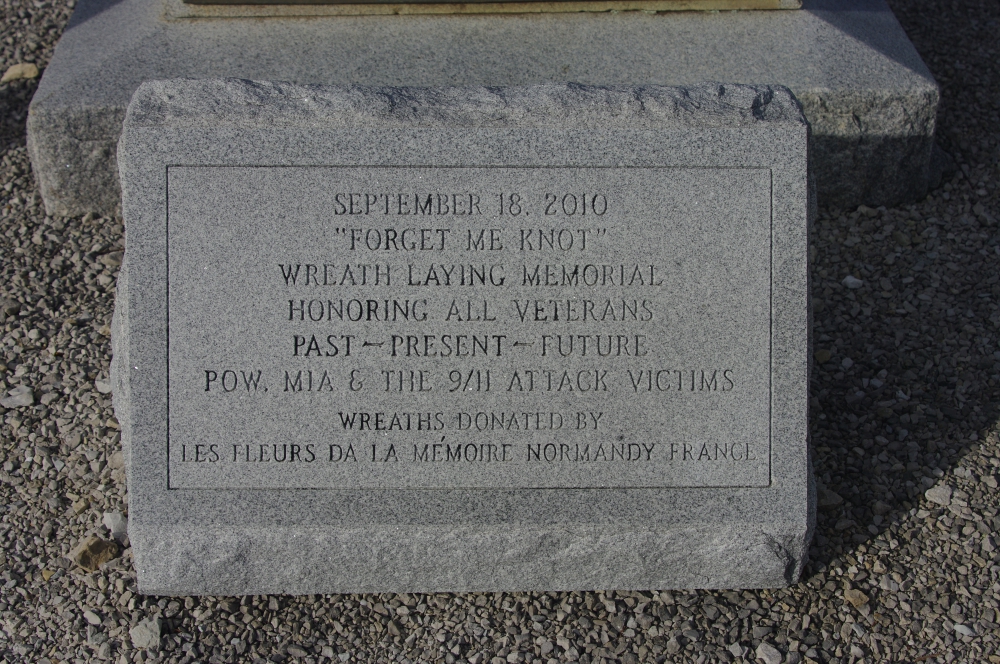 SEPTEMBER 18, 2010
"FORGET ME KNOT"
WREATH LAYING MEMORIAL
HONORING ALL VETERANS
PAST~PRESENT~FUTURE
POW, MIA & THE 9/11 ATTACK VICTIMS
WREATHS DONATED BY
LES FLEURS DA LA MÉMOIRE NORMANDY FRANCE